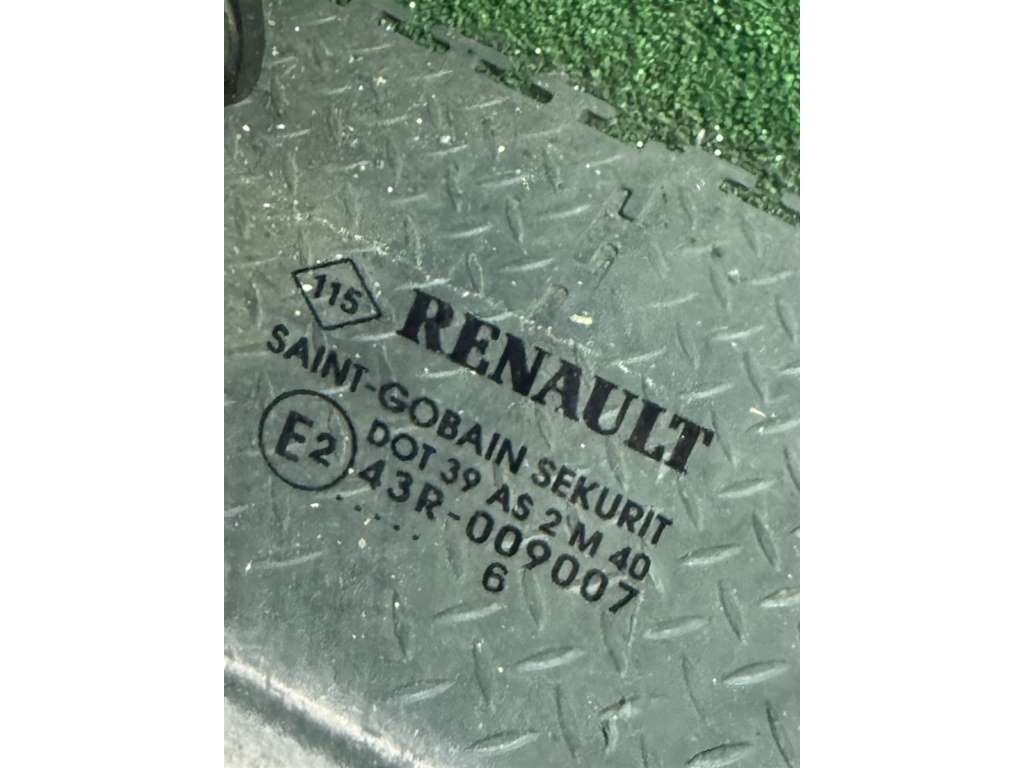 115 RENAULT
SAINT-GOBAIN SEKURIT
DOT 39 AS 2 M 40
E2 43R-009007
..... 6